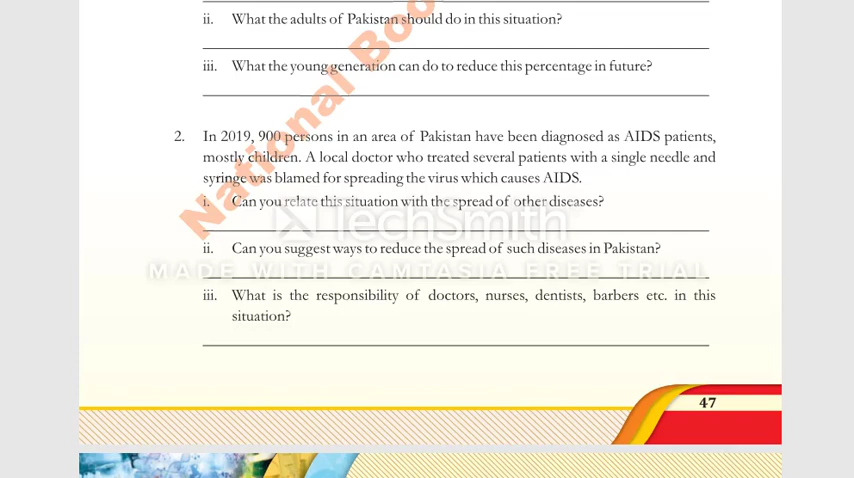 ii. What the adults of Pakistan should do in this situation?
iii. What the young generation can do to reduce this percentage in future?
National Boo
2. In 2019, 900 persons in an area of Pakistan have been diagnosed as AIDS patients,
mostly children. A local doctor who treated several patients with a single needle and
syringe was blamed for spreading the virus which causes AIDS.
i. Can you relate this situation with the spread of other diseases?
TechSmith
ii. Can you suggest ways to reduce the spread of such diseases in Pakistan?
MADE WITH CAMTASIA FREE TRIAL
iii. What is the responsibility of doctors, nurses, dentists, barbers etc. in this
situation?
47